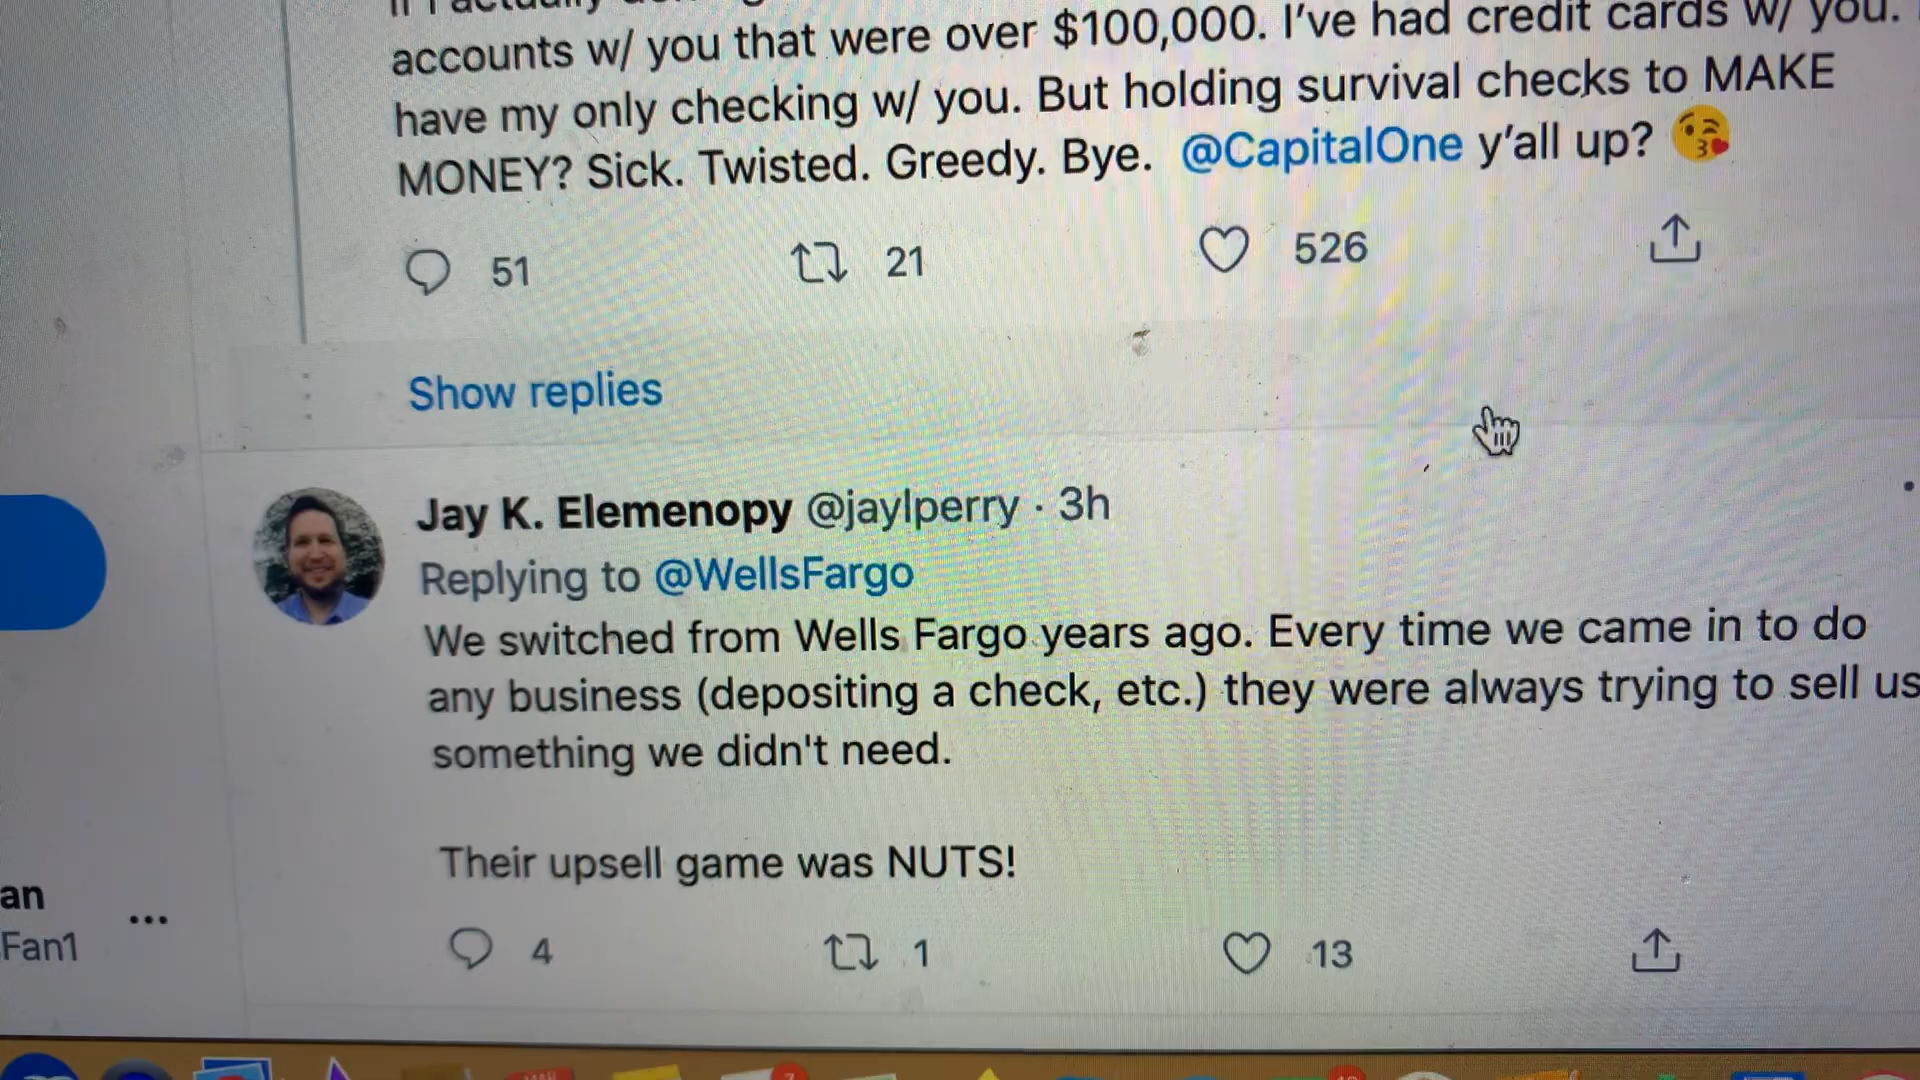 If I actually
accounts w/ you that were over $100,000. I've had credit cards w/ you.
have my only checking w/ you. But holding survival checks to MAKE
MONEY? Sick. Twisted. Greedy. Bye. @CapitalOne y'all up? 😘
51 21 526
Show replies
Jay K. Elemenopy @jaylperry · 3h
Replying to @WellsFargo
We switched from Wells Fargo years ago. Every time we came in to do
any business (depositing a check, etc.) they were always trying to sell us
something we didn't need.
Their upsell game was NUTS!
an
Fan1
4 1 13